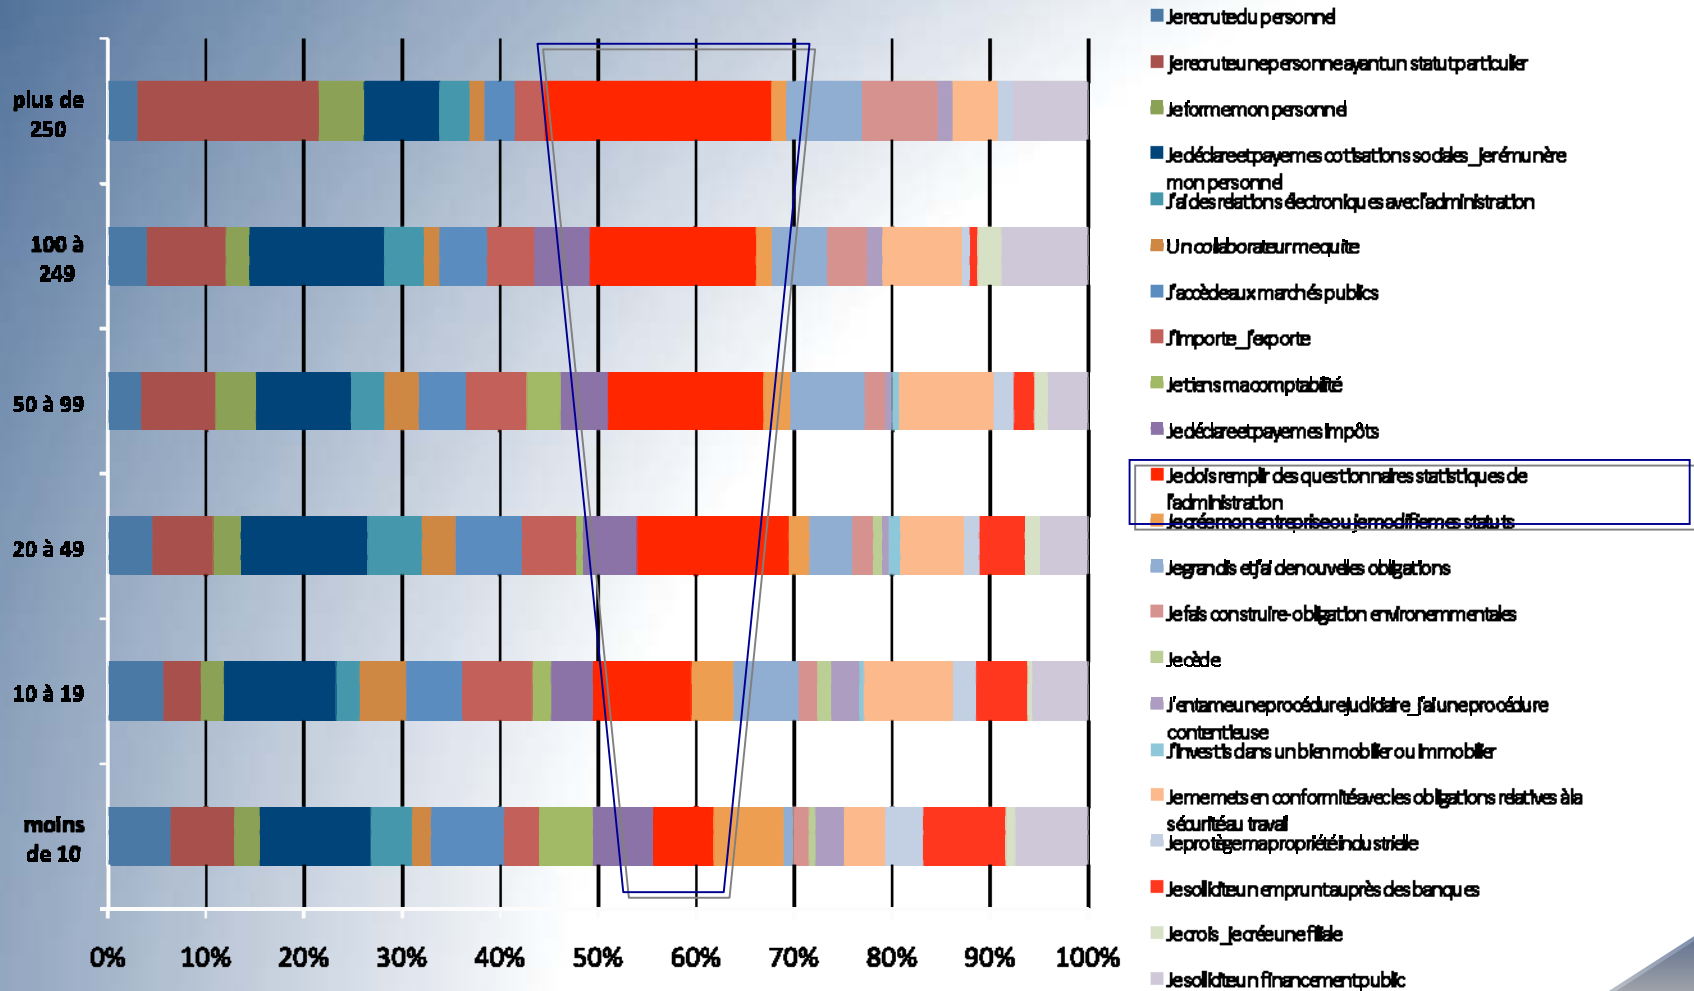 plus de
250
100 à
249
50 à 99
20 à 49
10 à 19
moins
de 10
0% 10% 20% 30% 40% 50% 60% 70% 80% 90% 100%
Je recrute du personnel
je recrute une personne ayant un statut particulier
Je forme mon personnel
Je déclare et paye mes cotisations sociales_je rémunère
mon personnel
J'ai des relations électroniques avec l'administration
Un collaborateur me quitte
J'accède aux marchés publics
J'importe_j'exporte
Je tiens ma comptabilité
Je déclare et paye mes impôts
Je dois remplir des questionnaires statistiques de
l'administration
Je crée mon entreprise ou je modifie mes statuts
Je grandis et j'ai de nouvelles obligations
Je fais construire-obligation environemmentales
Je cède
J'entame une procédure judiciaire_j'ai une procédure
contentieuse
J'investis dans un bien mobilier ou immobilier
Je me mets en conformité avec les obligations relatives à la
sécurité au travail
Je protège ma propriété industrielle
Je sollicite un emprunt auprès des banques
Je crois_je crée une filiale
Je sollicite un financement public